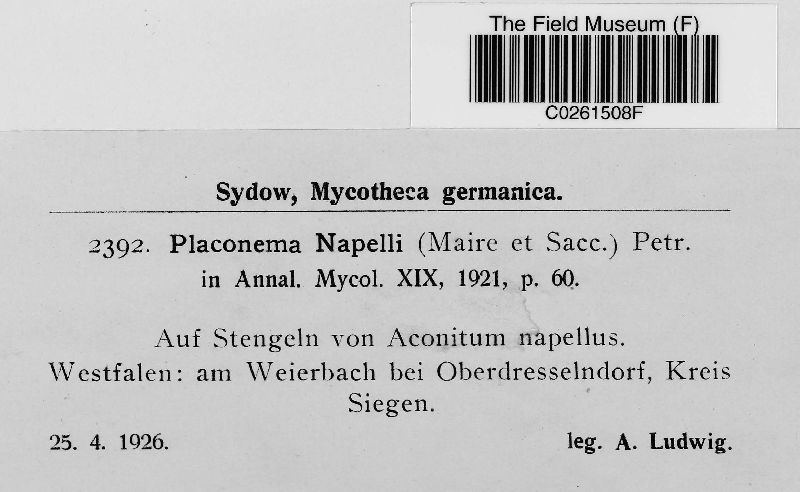 The Field Museum (F)
C0261508F
Sydow, Mycotheca germanica.
2392. Placonema Napelli (Maire et Sacc.) Petr.
in Annal. Mycol. XIX, 1921, p. 60.
Auf Stengeln von Aconitum napellus.
Westfalen: am Weierbach bei Oberdresselndorf, Kreis
Siegen.
25. 4. 1926. leg. A. Ludwig.